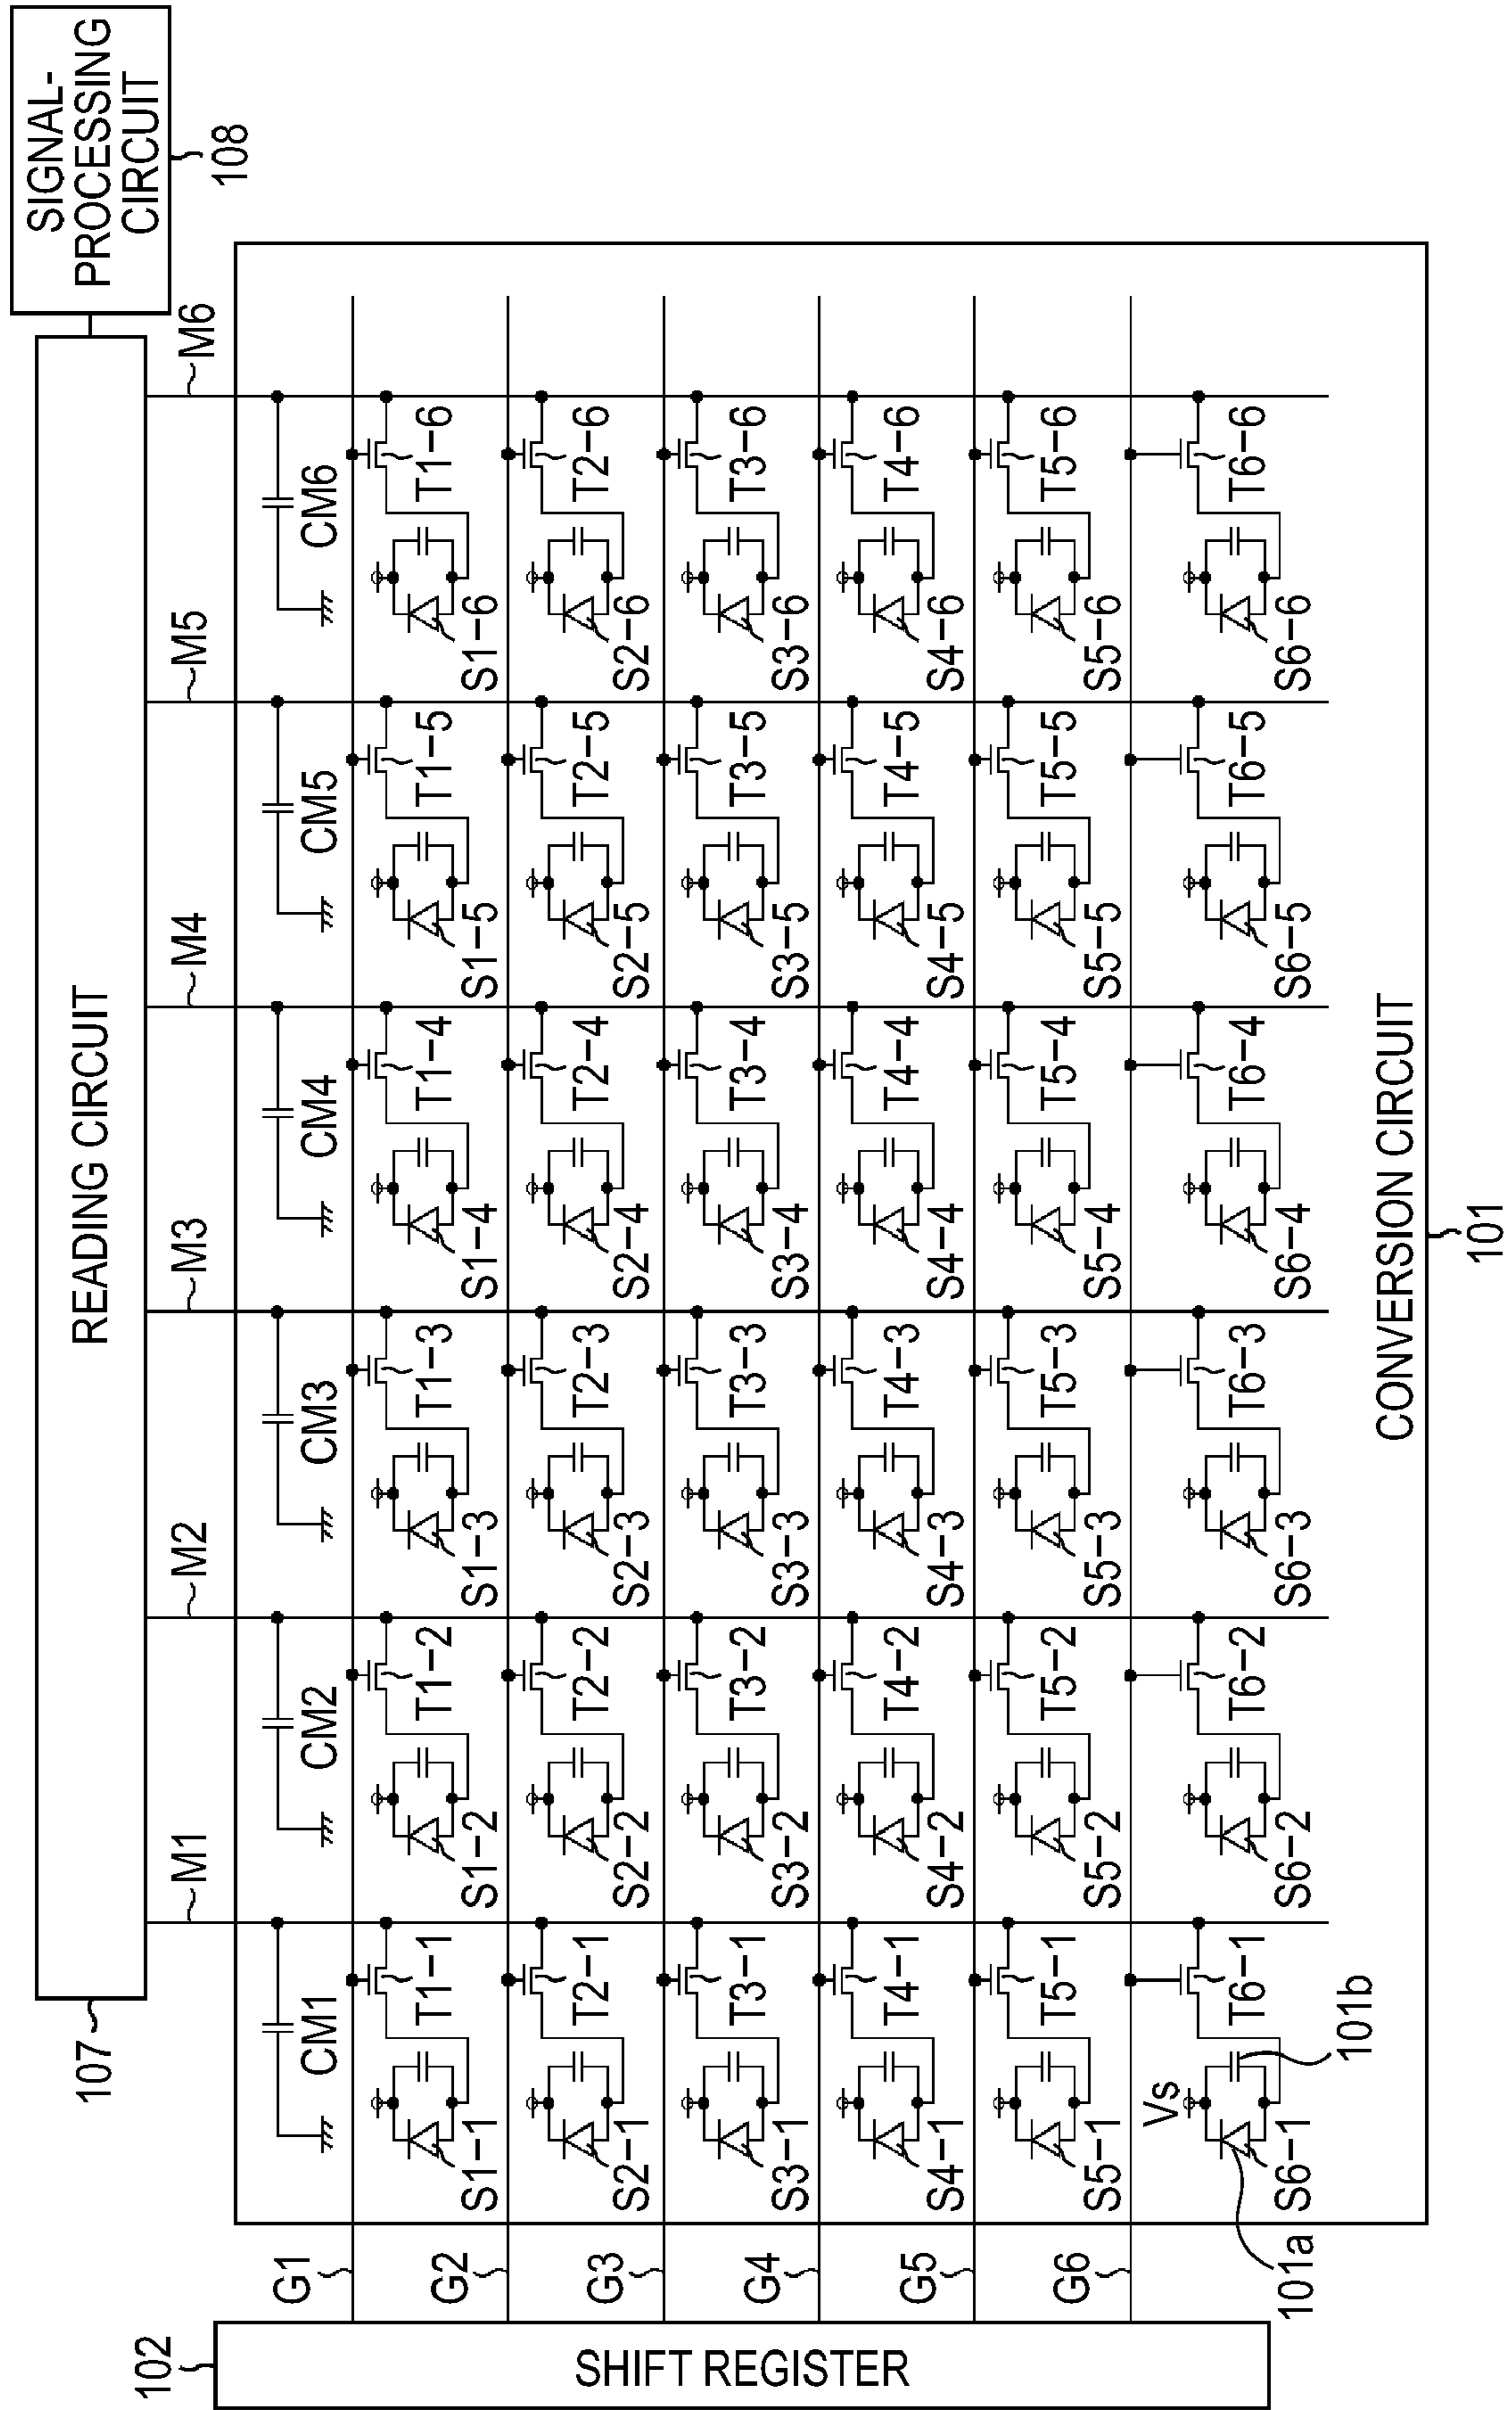 SIGNAL-
PROCESSING
CIRCUIT
108
READING CIRCUIT
107
M1
M2
M3
M4
M5
M6
CM1
CM2
CM3
CM4
CM5
CM6
102
SHIFT REGISTER
G1
T1-1
T1-2
T1-3
T1-4
T1-5
T1-6
S1-1
S1-2
S1-3
S1-4
S1-5
S1-6
G2
T2-1
T2-2
T2-3
T2-4
T2-5
T2-6
S2-1
S2-2
S2-3
S2-4
S2-5
S2-6
G3
T3-1
T3-2
T3-3
T3-4
T3-5
T3-6
S3-1
S3-2
S3-3
S3-4
S3-5
S3-6
G4
T4-1
T4-2
T4-3
T4-4
T4-5
T4-6
S4-1
S4-2
S4-3
S4-4
S4-5
S4-6
G5
T5-1
T5-2
T5-3
T5-4
T5-5
T5-6
S5-1
S5-2
S5-3
S5-4
S5-5
S5-6
G6
Vs
T6-1
T6-2
T6-3
T6-4
T6-5
T6-6
S6-1
S6-2
S6-3
S6-4
S6-5
S6-6
101a
101b
CONVERSION CIRCUIT
101